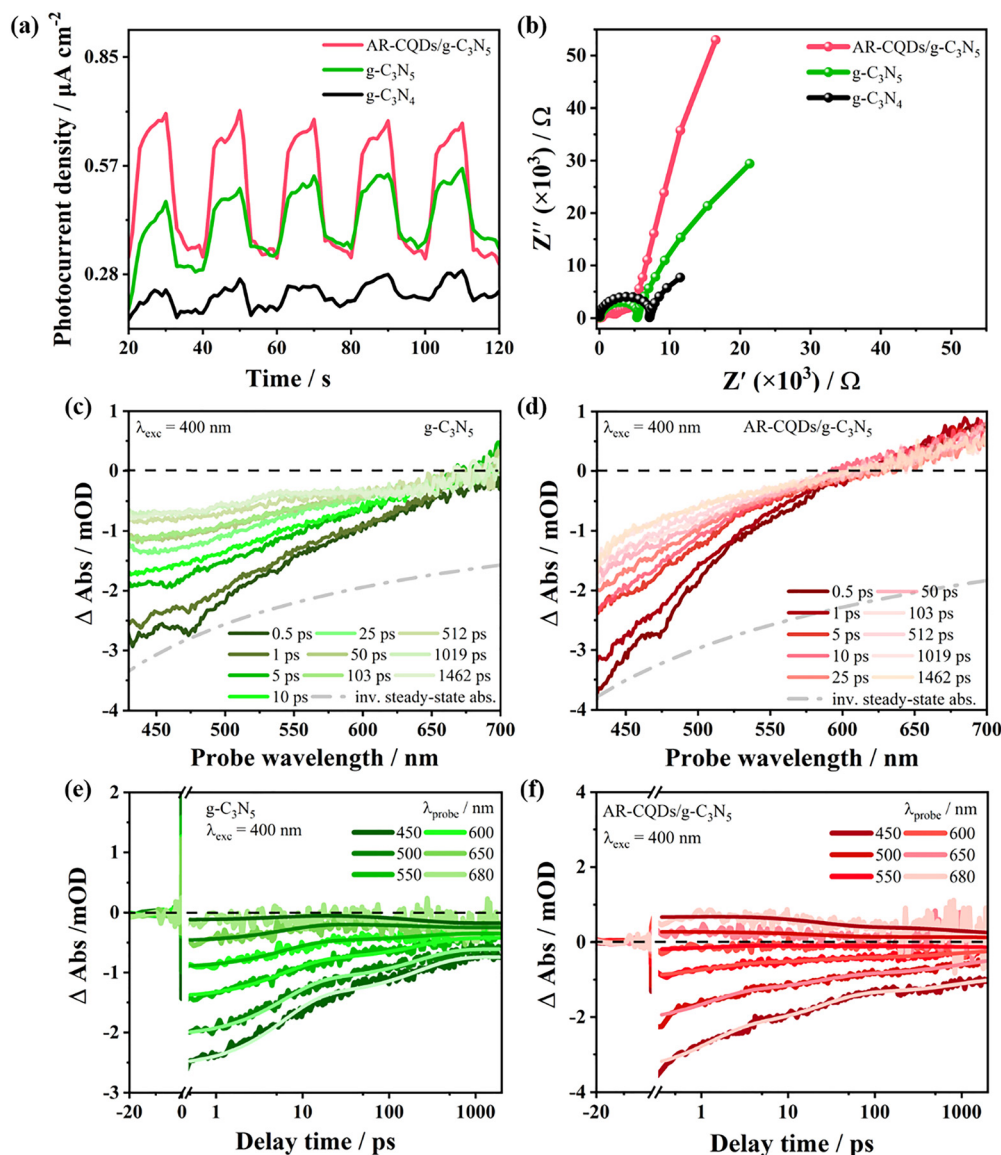 (a)
AR-CQDs/g-C₃N₅
g-C₃N₅
g-C₃N₄
0.85
0.57
0.28
Photocurrent density / μA cm⁻²
20 40 60 80 100 120
Time / s
(b)
AR-CQDs/g-C₃N₅
g-C₃N₅
g-C₃N₄
50
40
30
20
10
0
Z″ (×10³) / Ω
0 10 20 30 40 50
Z′ (×10³) / Ω
(c)
λexc = 400 nm
g-C₃N₅
1
0
-1
-2
-3
-4
Δ Abs / mOD
0.5 ps 25 ps 512 ps
1 ps 50 ps 1019 ps
5 ps 103 ps 1462 ps
10 ps inv. steady-state abs.
450 500 550 600 650 700
Probe wavelength / nm
(d)
λexc = 400 nm
AR-CQDs/g-C₃N₅
1
0
-1
-2
-3
-4
Δ Abs / mOD
0.5 ps 50 ps
1 ps 103 ps
5 ps 512 ps
10 ps 1019 ps
25 ps 1462 ps
inv. steady-state abs.
450 500 550 600 650 700
Probe wavelength / nm
(e)
g-C₃N₅
λexc = 400 nm
λprobe / nm
450 600
500 650
550 680
2
1
0
-1
-2
-3
Δ Abs /mOD
-20 0 1 10 100 1000
Delay time / ps
(f)
AR-CQDs/g-C₃N₅
λexc = 400 nm
λprobe / nm
450 600
500 650
550 680
4
2
0
-2
-4
Δ Abs / mOD
-20 1 10 100 1000
Delay time / ps